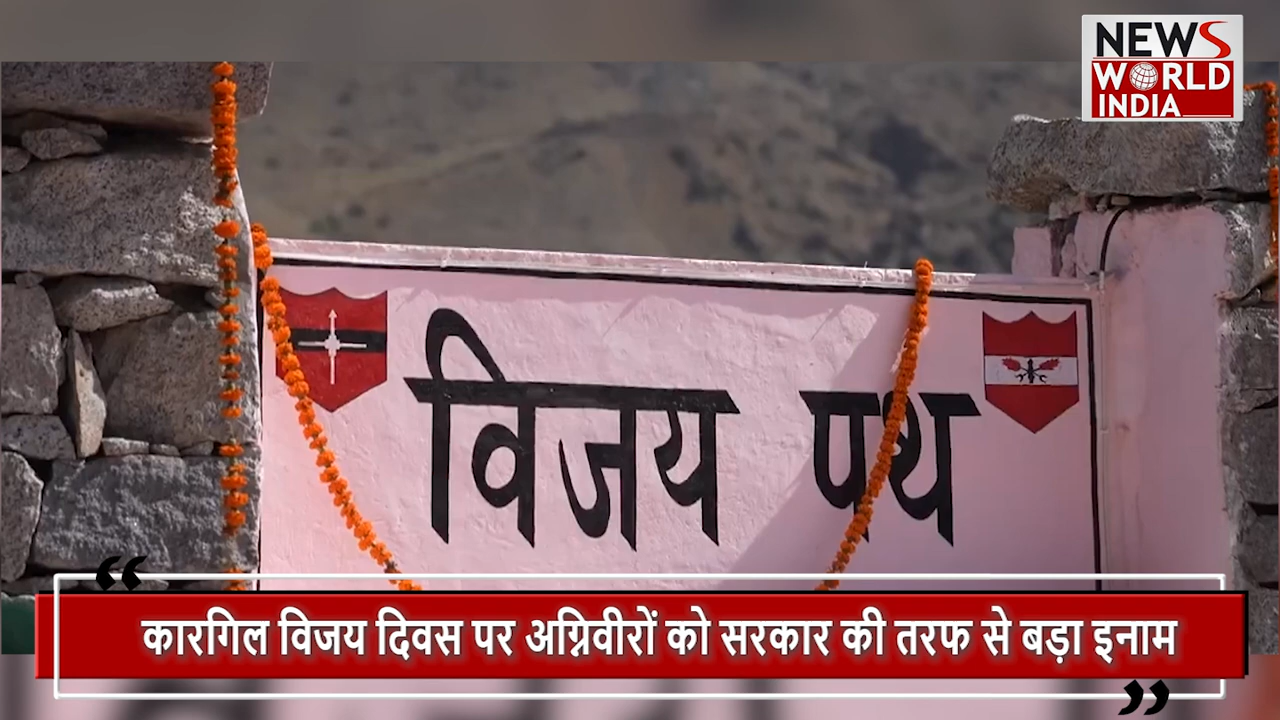 NEWS
WORLD
INDIA
विजय पथ
“
कारगिल विजय दिवस पर अग्निवीरों को सरकार की तरफ से बड़ा इनाम
”